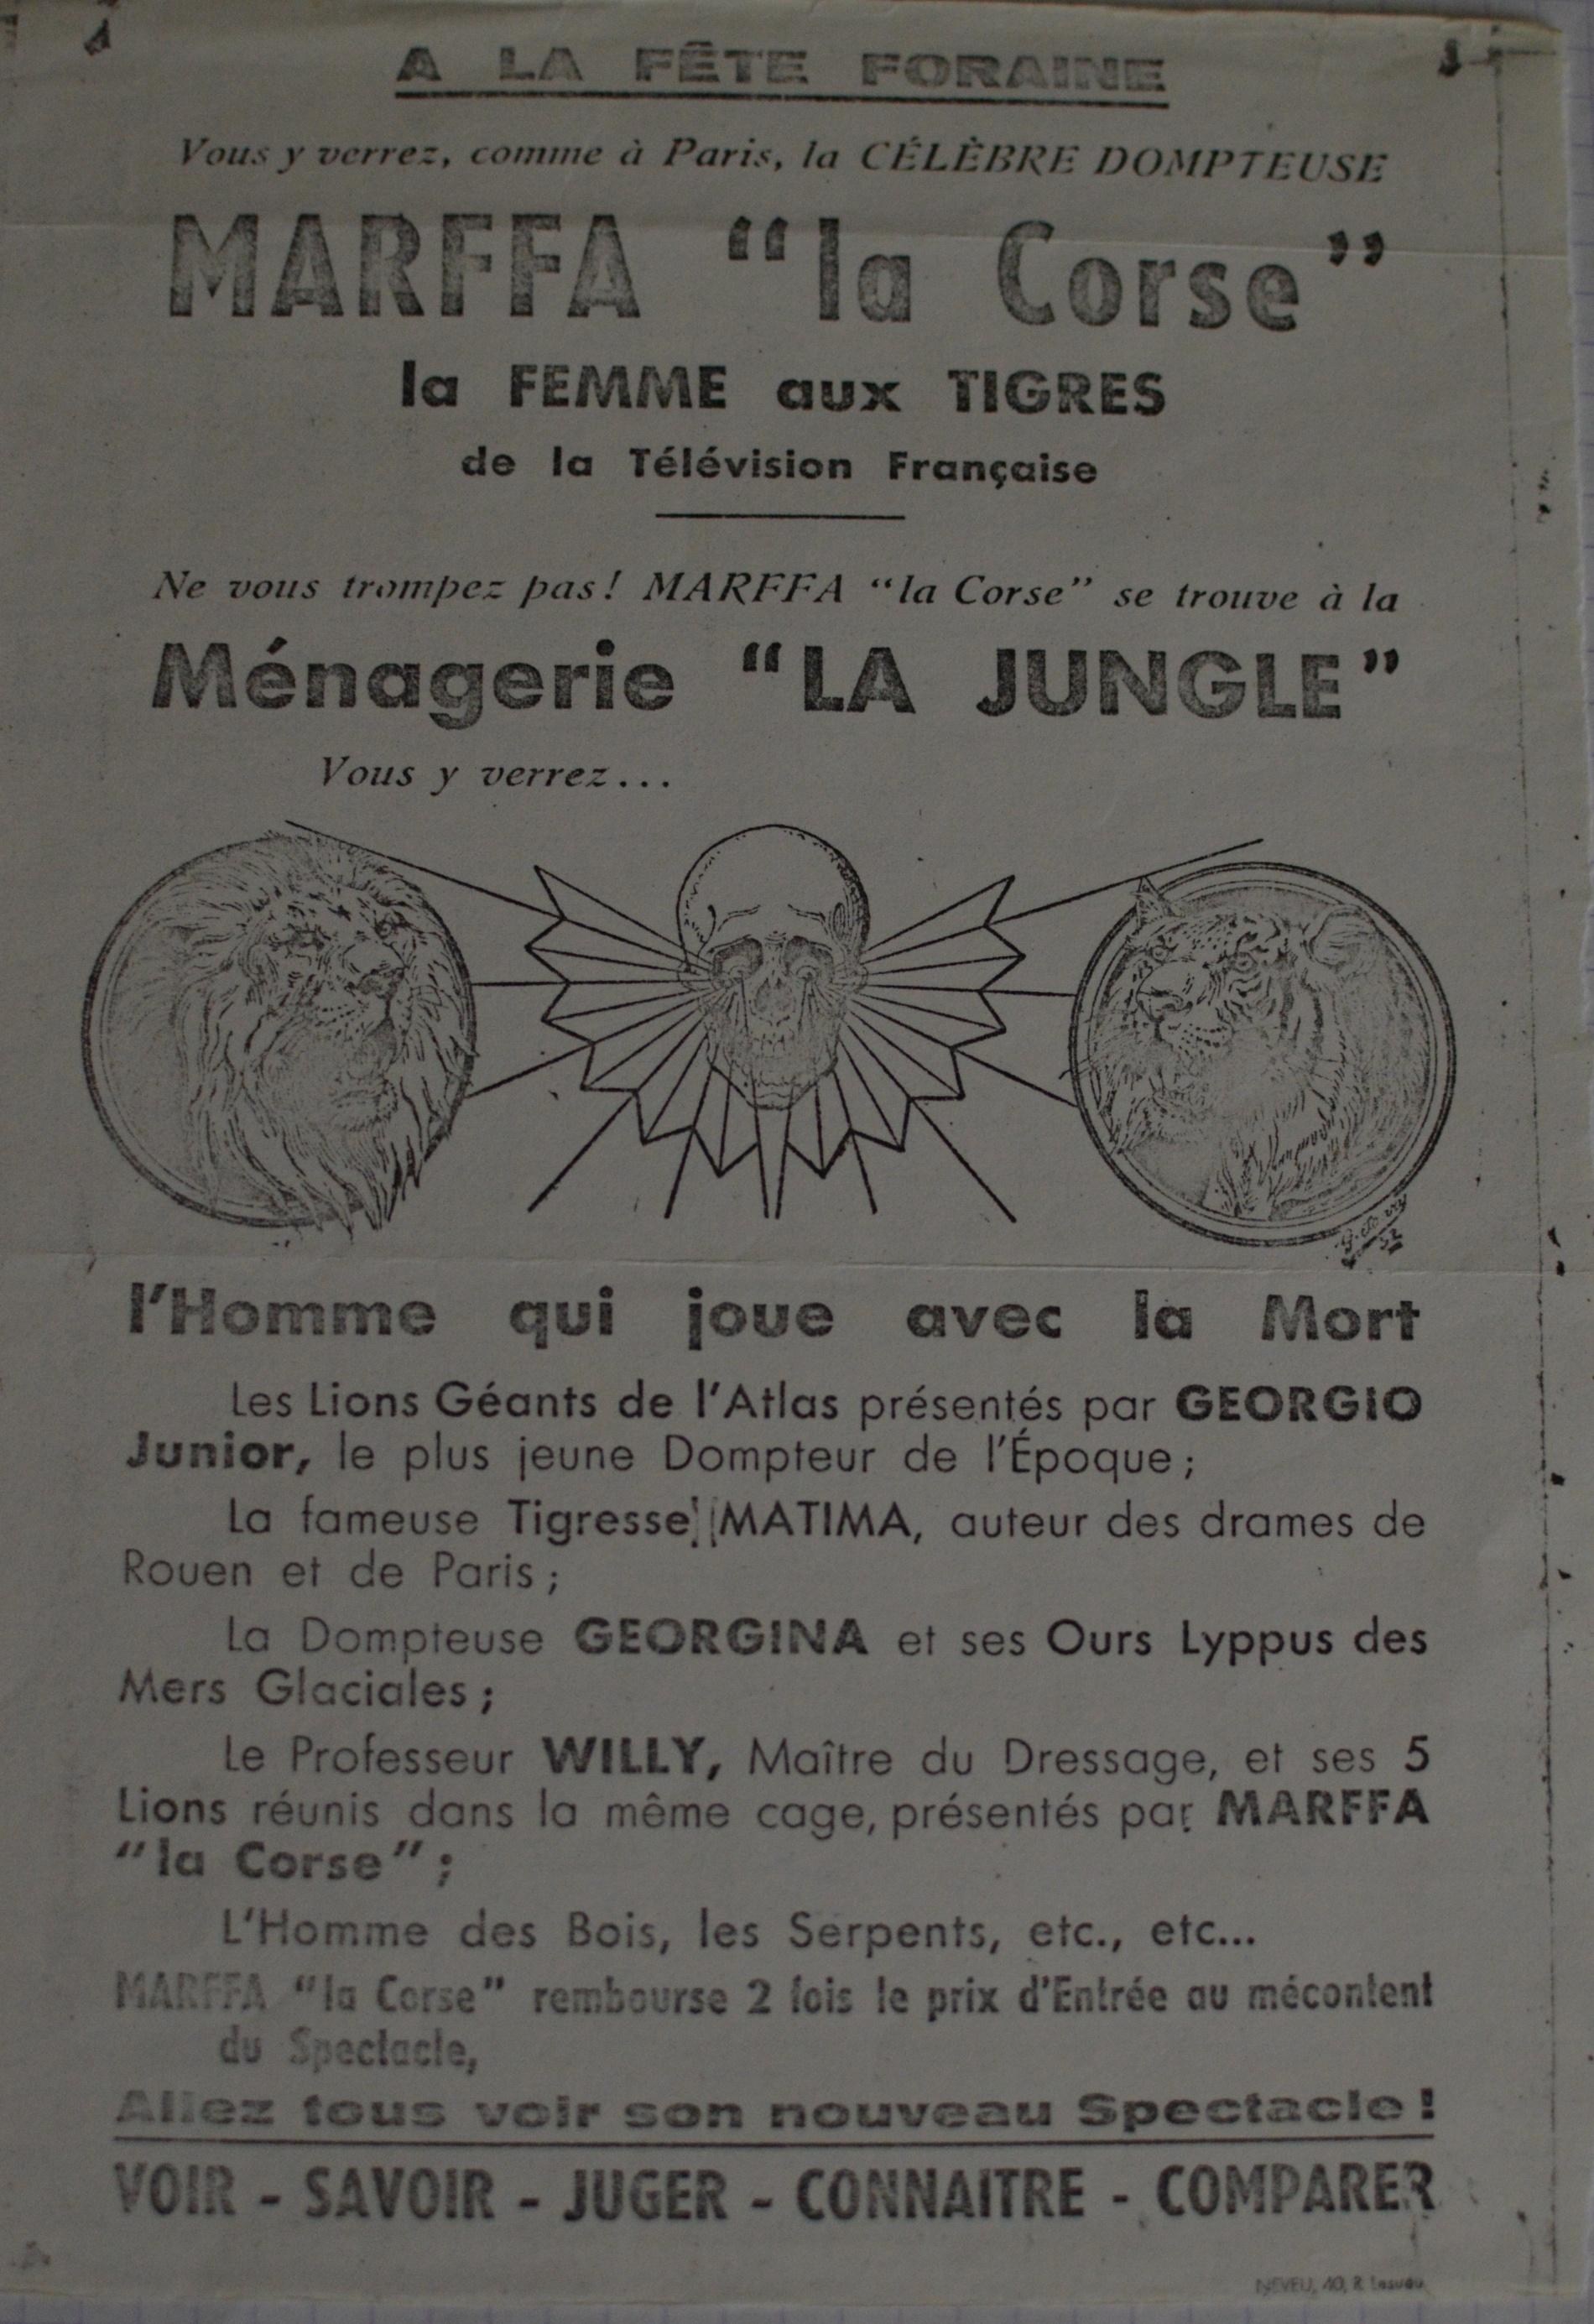 A LA FÊTE FORAINE
Vous y verrez, comme à Paris, la CÉLÈBRE DOMPTEUSE
MARFFA “la Corse”
la FEMME aux TIGRES
de la Télévision Française
Ne vous trompez pas! MARFFA “la Corse” se trouve à la
Ménagerie “LA JUNGLE”
Vous y verrez...
52
l'Homme qui joue avec la Mort
Les Lions Géants de l'Atlas présentés par GEORGIO
Junior, le plus jeune Dompteur de l'Époque;
La fameuse Tigresse MATIMA, auteur des drames de
Rouen et de Paris;
La Dompteuse GEORGINA et ses Ours Lyppus des
Mers Glaciales;
Le Professeur WILLY, Maître du Dressage, et ses 5
Lions réunis dans la même cage, présentés par MARFFA
“la Corse”;
L'Homme des Bois, les Serpents, etc., etc...
MARFFA “la Corse” rembourse 2 fois le prix d'Entrée au mécontent
du Spectacle,
Allez tous voir son nouveau Spectacle!
VOIR - SAVOIR - JUGER - CONNAITRE - COMPARER
NEVEU, 40, R.